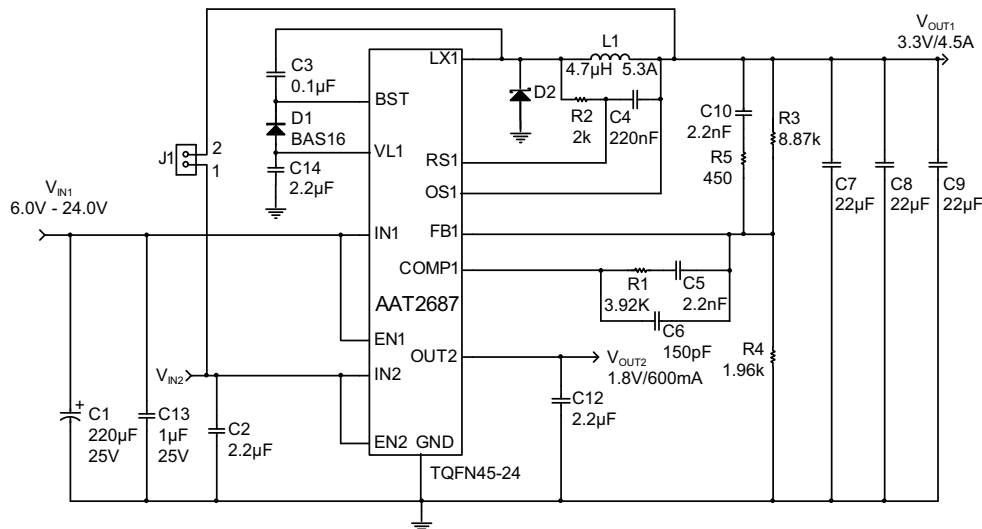 VOUT1
3.3V/4.5A
L1
4.7µH 5.3A
LX1
C3
0.1µF
D2
R2
2k
C4
220nF
C10
2.2nF
R3
8.87k
BST
D1
BAS16
J1
2
1
VL1
C14
2.2µF
RS1
R5
450
OS1
C7
22µF
C8
22µF
C9
22µF
VIN1
6.0V - 24.0V
IN1
FB1
COMP1
R1
3.92K
C5
2.2nF
AAT2687
C6
150pF
EN1
OUT2
VOUT2
1.8V/600mA
R4
1.96k
VIN2
IN2
C12
2.2µF
+
C1
220µF
25V
C13
1µF
25V
C2
2.2µF
EN2 GND
TQFN45-24